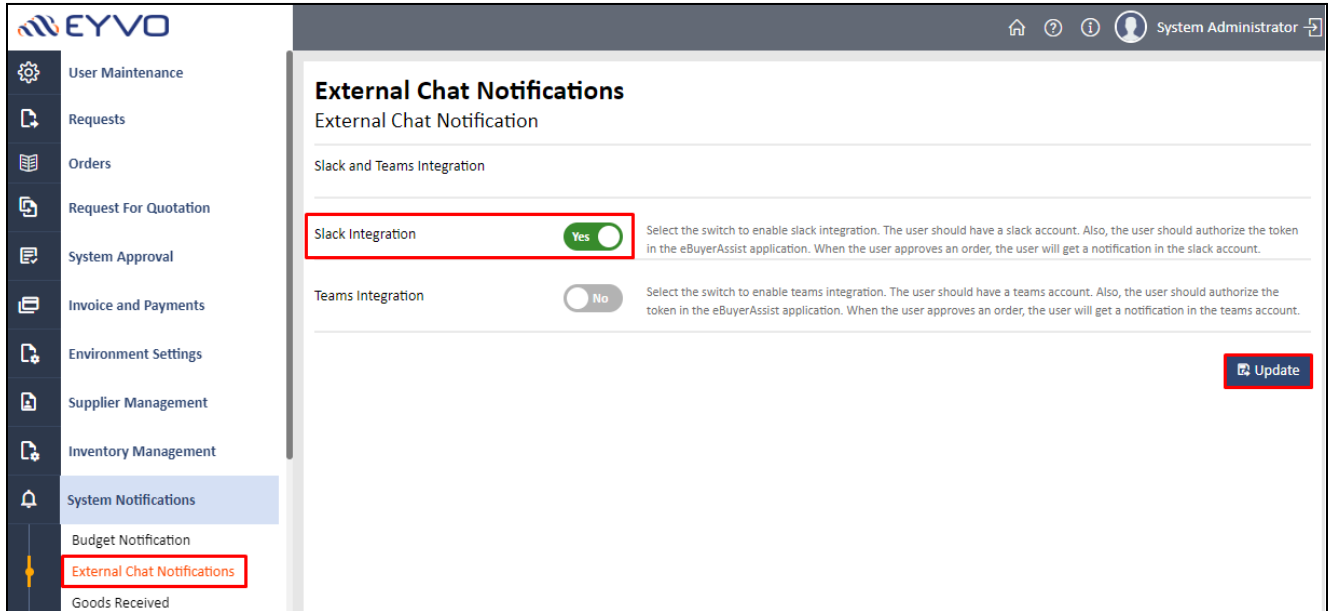 EYVO
System Administrator
User Maintenance
Requests
Orders
Request For Quotation
System Approval
Invoice and Payments
Environment Settings
Supplier Management
Inventory Management
System Notifications
Budget Notification
External Chat Notifications
Goods Received
External Chat Notifications
External Chat Notification
Slack and Teams Integration
Slack Integration
Yes
Select the switch to enable slack integration. The user should have a slack account. Also, the user should authorize the token
in the eBuyerAssist application. When the user approves an order, the user will get a notification in the slack account.
Teams Integration
No
Select the switch to enable teams integration. The user should have a teams account. Also, the user should authorize the
token in the eBuyerAssist application. When the user approves an order, the user will get a notification in the teams account.
Update